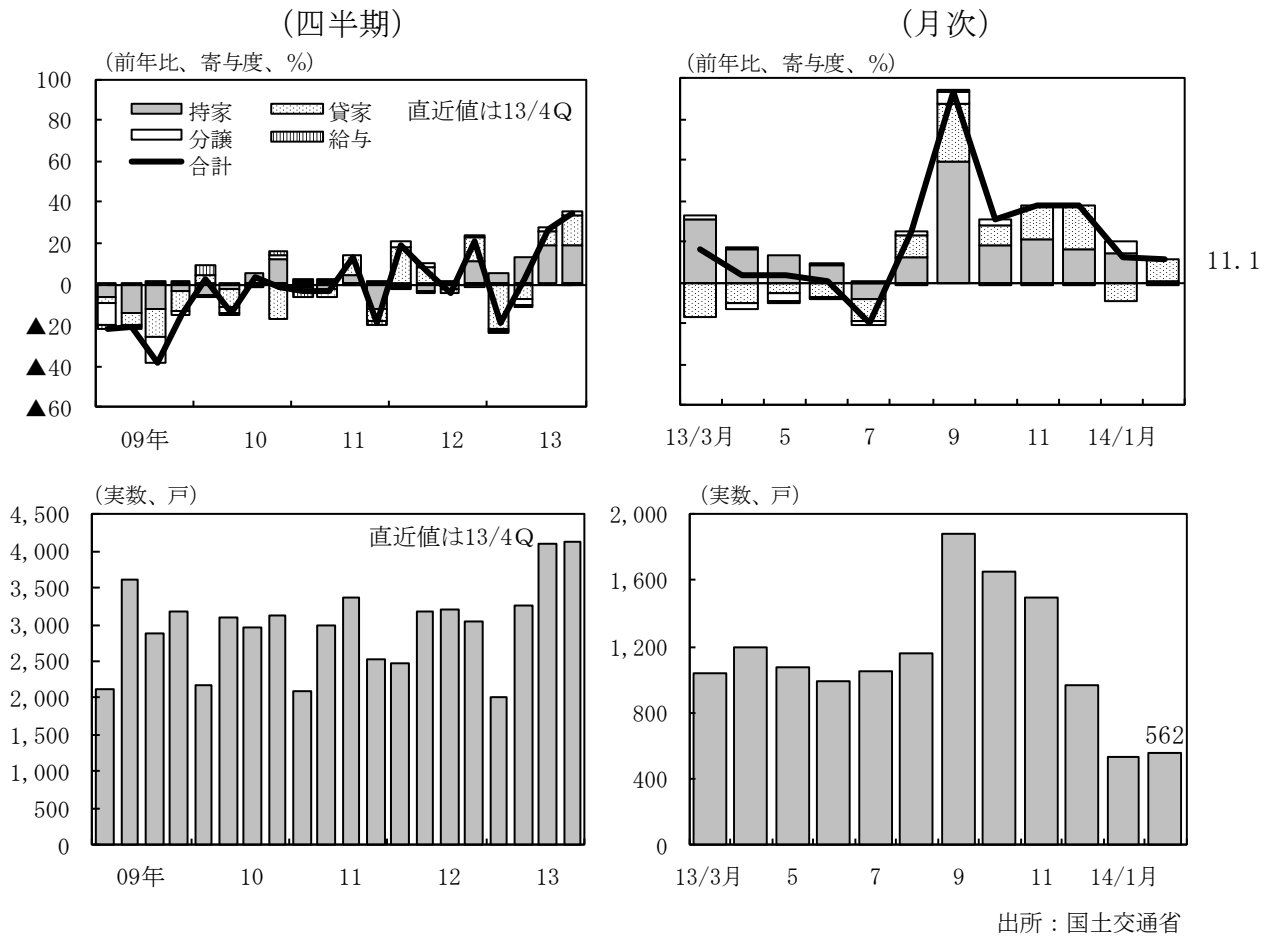 （四半期）
（前年比、寄与度、%）
100
80
60
40
20
0
▲20
▲40
▲60
持家
貸家
直近値は13/4Q
分譲
給与
合計
09年 10 11 12 13
（月次）
（前年比、寄与度、%）
11.1
13/3月 5 7 9 11 14/1月
（実数、戸）
直近値は13/4Q
4,500
4,000
3,500
3,000
2,500
2,000
1,500
1,000
500
0
09年 10 11 12 13
（実数、戸）
2,000
1,600
1,200
800
400
0
562
13/3月 5 7 9 11 14/1月
出所：国土交通省